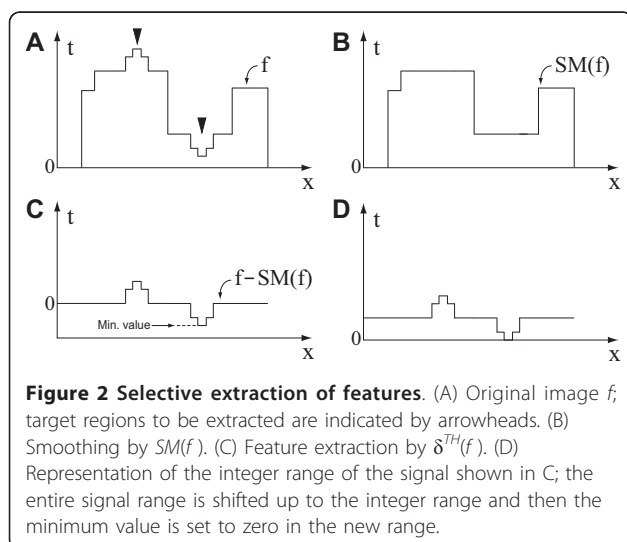 A
t
f
0
x
B
t
SM(f)
0
x
C
t
f-SM(f)
0
Min. value
x
D
t
0
x
Figure 2 Selective extraction of features. (A) Original image f;
target regions to be extracted are indicated by arrowheads. (B)
Smoothing by SM(f ). (C) Feature extraction by δᵀᴴ(f ). (D)
Representation of the integer range of the signal shown in C; the
entire signal range is shifted up to the integer range and then the
minimum value is set to zero in the new range.